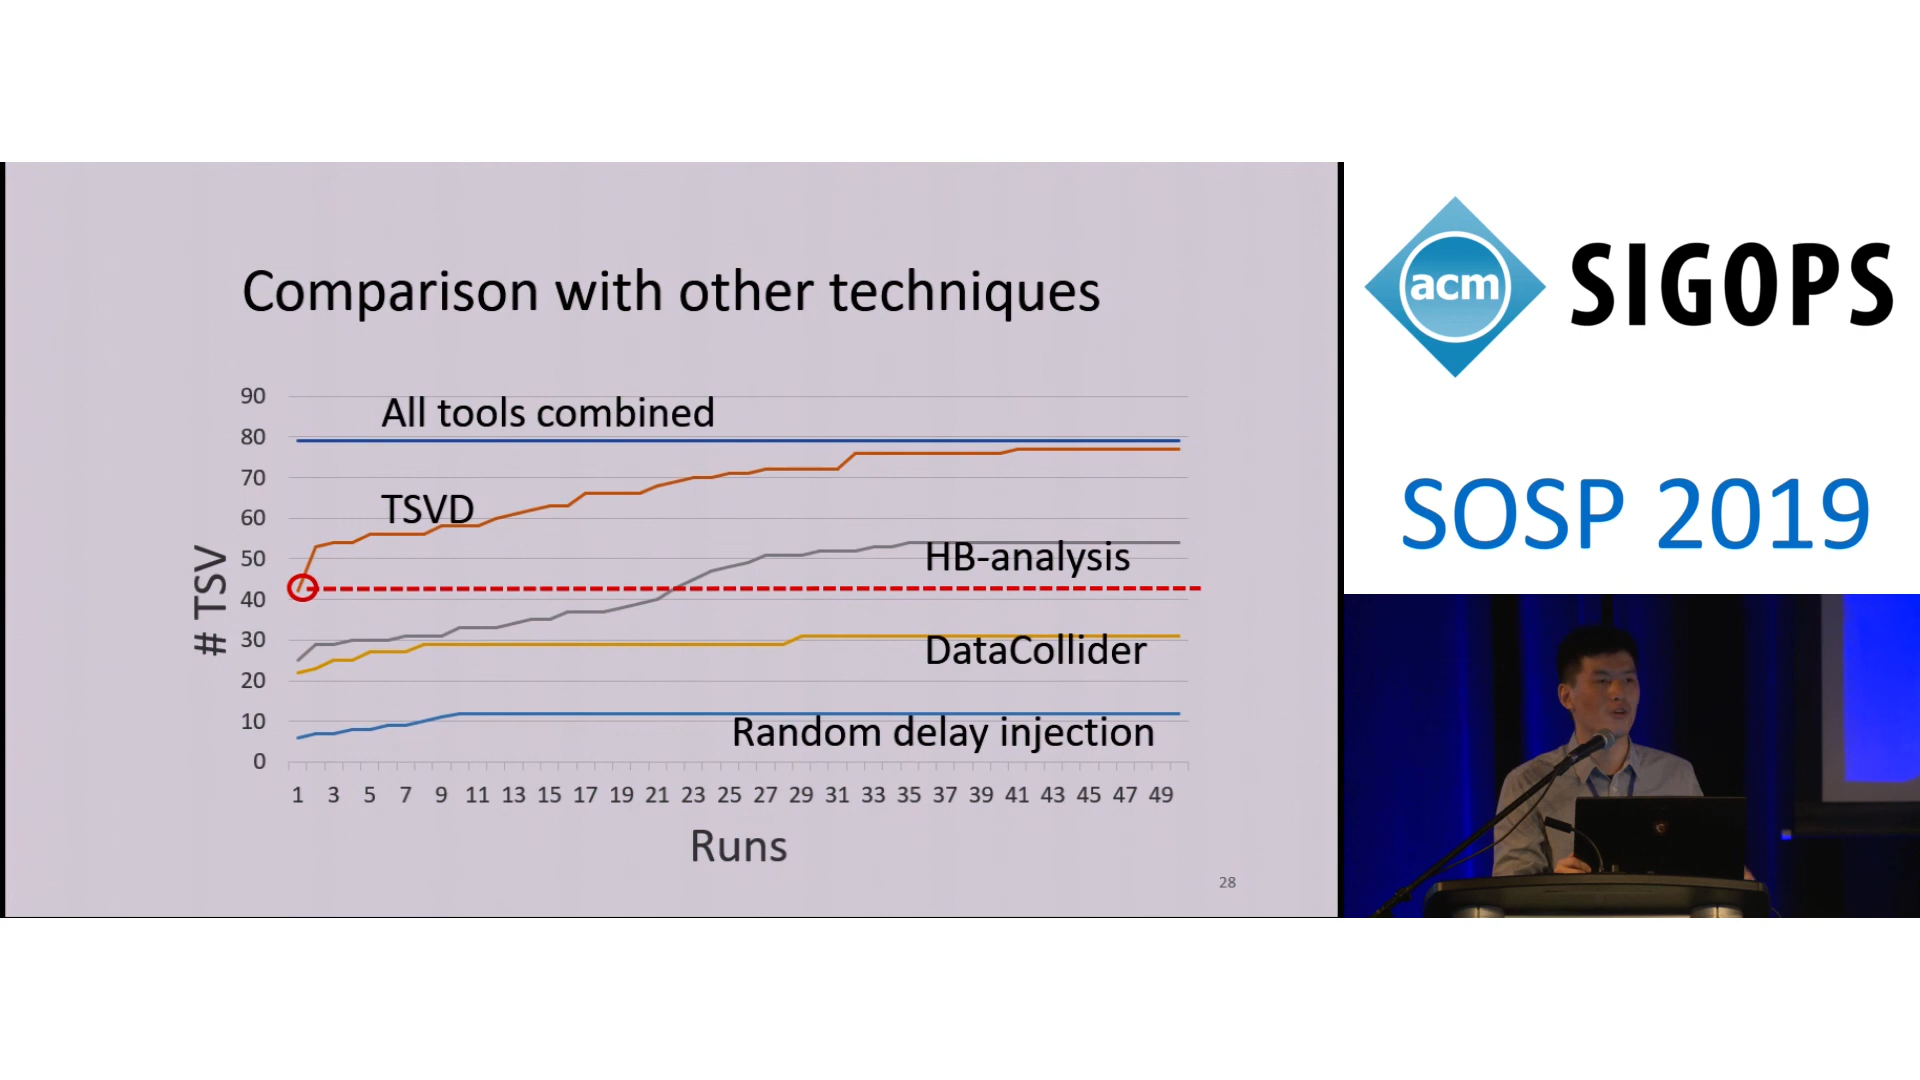 Comparison with other techniques
90
80
70
60
50
40
30
20
10
0
# TSV
All tools combined
TSVD
HB-analysis
DataCollider
Random delay injection
1 3 5 7 9 11 13 15 17 19 21 23 25 27 29 31 33 35 37 39 41 43 45 47 49
Runs
28
acm SIGOPS
SOSP 2019